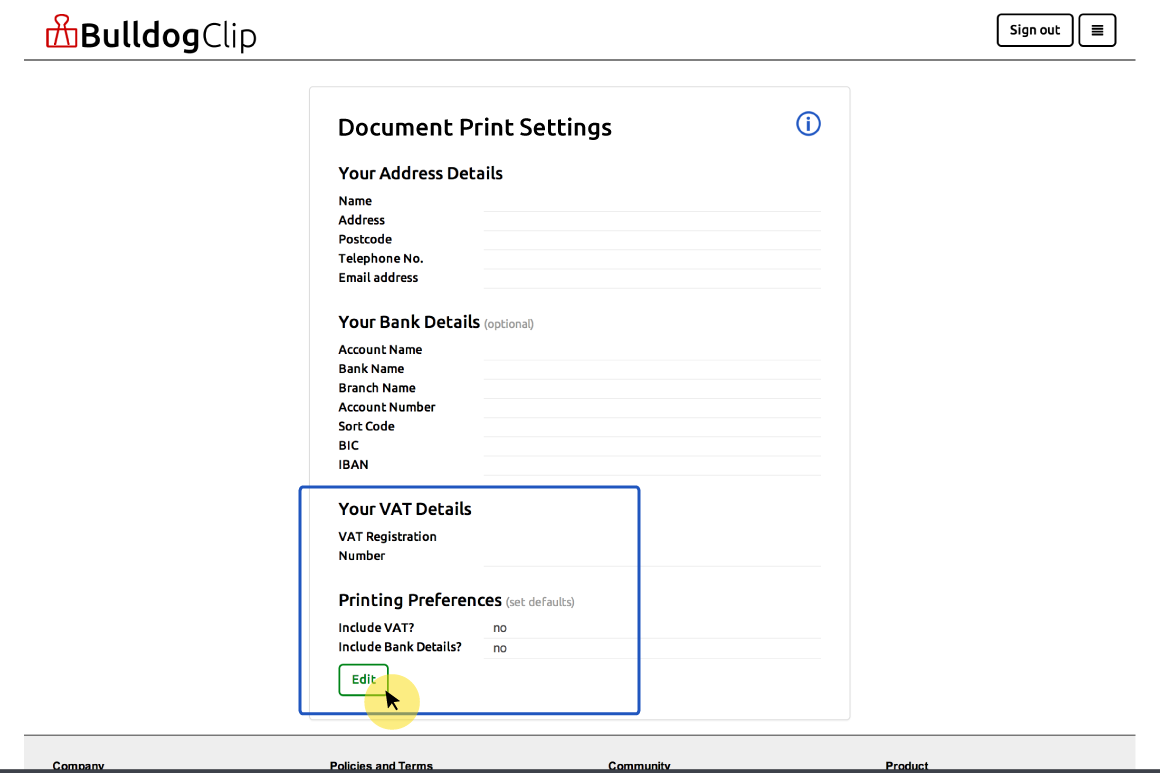 BulldogClip
Sign out
Document Print Settings
Your Address Details
Name
Address
Postcode
Telephone No.
Email address
Your Bank Details (optional)
Account Name
Bank Name
Branch Name
Account Number
Sort Code
BIC
IBAN
Your VAT Details
VAT Registration
Number
Printing Preferences (set defaults)
Include VAT? no
Include Bank Details? no
Edit
Company Policies and Terms Community Product